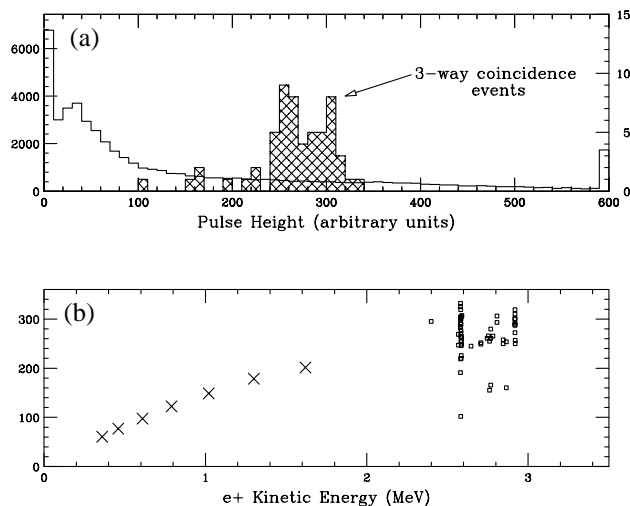 (a)
6000
4000
2000
0
15
10
5
0
3-way coincidence
events
0 100 200 300 400 500 600
Pulse Height (arbitrary units)
(b)
300
200
100
0
0 1 2 3
e+ Kinetic Energy (MeV)